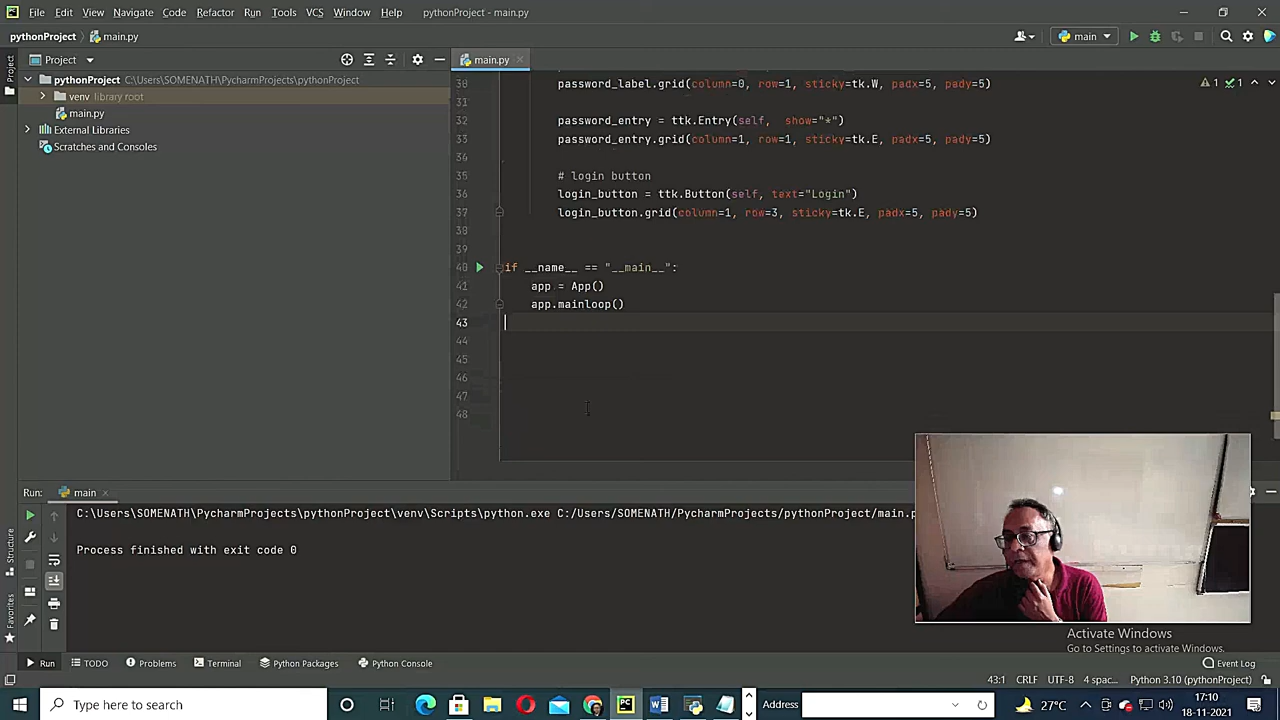 File Edit View Navigate Code Refactor Run Tools VCS Window Help pythonProject - main.py
pythonProject main.py main
Project main.py
pythonProject C:\Users\SOMENATH\PycharmProjects\pythonProject
venv library root
main.py
External Libraries
Scratches and Consoles
Project
1 1
30 password_label.grid(column=0, row=1, sticky=tk.W, padx=5, pady=5)
31
32 password_entry = ttk.Entry(self, show="*")
33 password_entry.grid(column=1, row=1, sticky=tk.E, padx=5, pady=5)
34
35 # login button
36 login_button = ttk.Button(self, text="Login")
37 login_button.grid(column=1, row=3, sticky=tk.E, padx=5, pady=5)
38
39
40 if __name__ == "__main__":
41 app = App()
42 app.mainloop()
43
44
45
46
47
48
Run: main
C:\Users\SOMENATH\PycharmProjects\pythonProject\venv\Scripts\python.exe C:/Users/SOMENATH/PycharmProjects/pythonProject/main.p
Process finished with exit code 0
Structure
Favorites
Activate Windows
Go to Settings to activate Windows.
Run TODO Problems Terminal Python Packages Python Console Event Log
43:1 CRLF UTF-8 4 spac... Python 3.10 (pythonProject)
Type here to search Address 27°C 17:10
18-11-2021